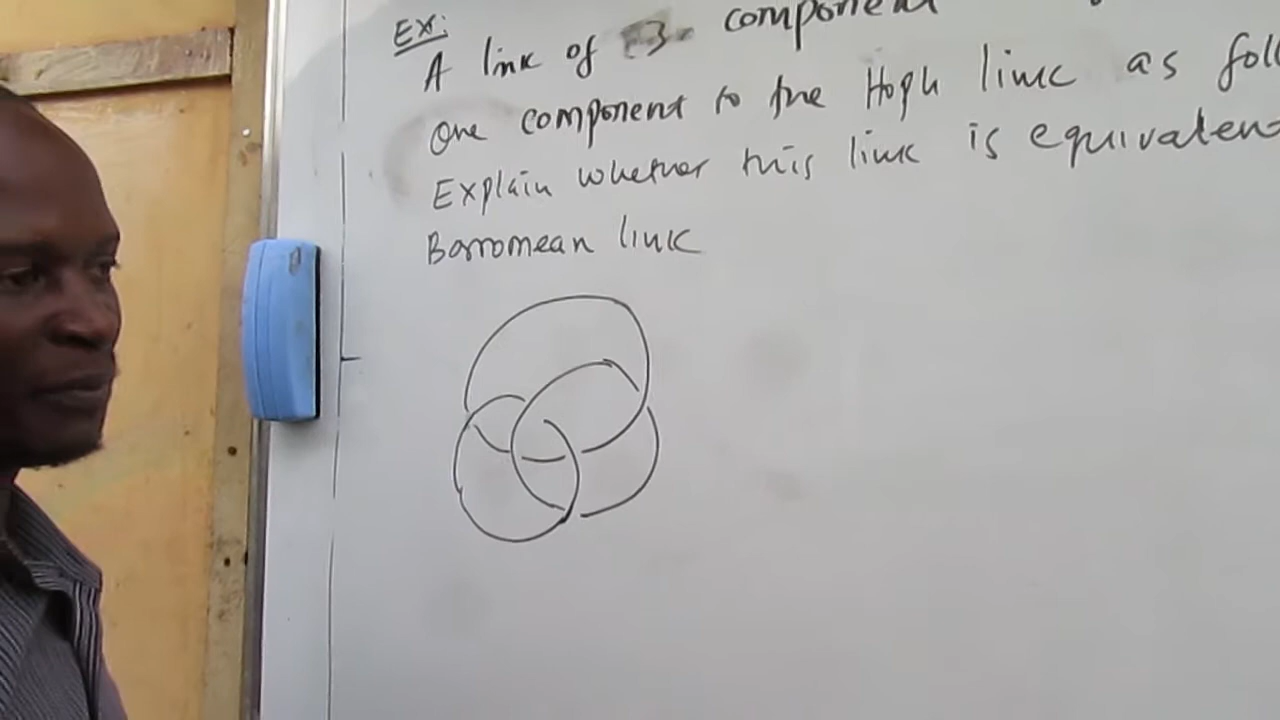 Ex:
A link of 3 component
One component to the Hoph link as foll
Explain whether this link is equivalent
Borromean link